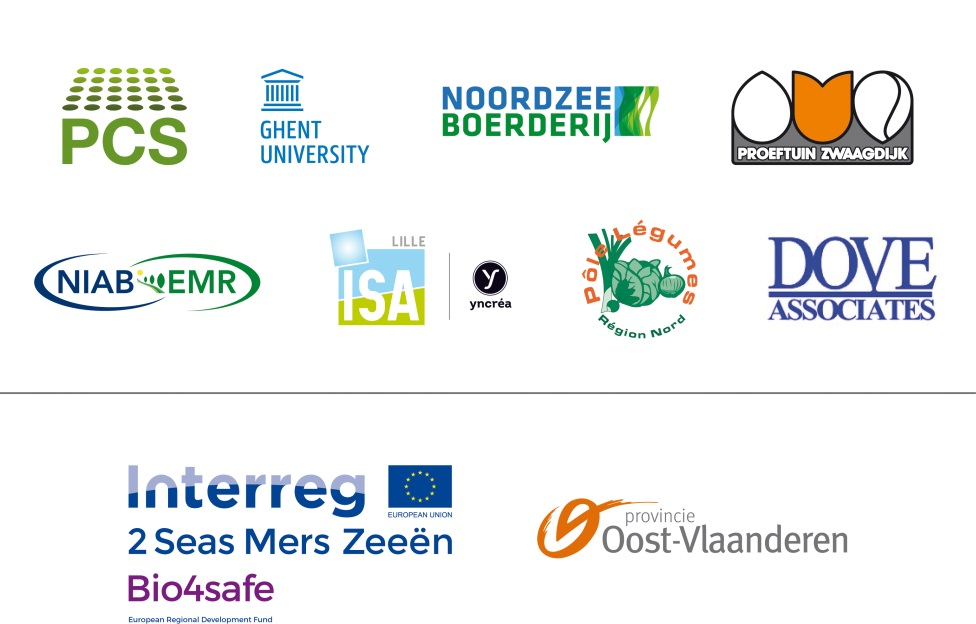 PCS
GHENT
UNIVERSITY
NOORDZEE
BOERDERIJ
PROEFTUIN ZWAAGDIJK
NIAB EMR
LILLE
ISA
y
yncréa
Pôle Légumes
Région Nord
DOVE
ASSOCIATES
Interreg
EUROPEAN UNION
2 Seas Mers Zeeën
Bio4safe
European Regional Development Fund
provincie
Oost-Vlaanderen